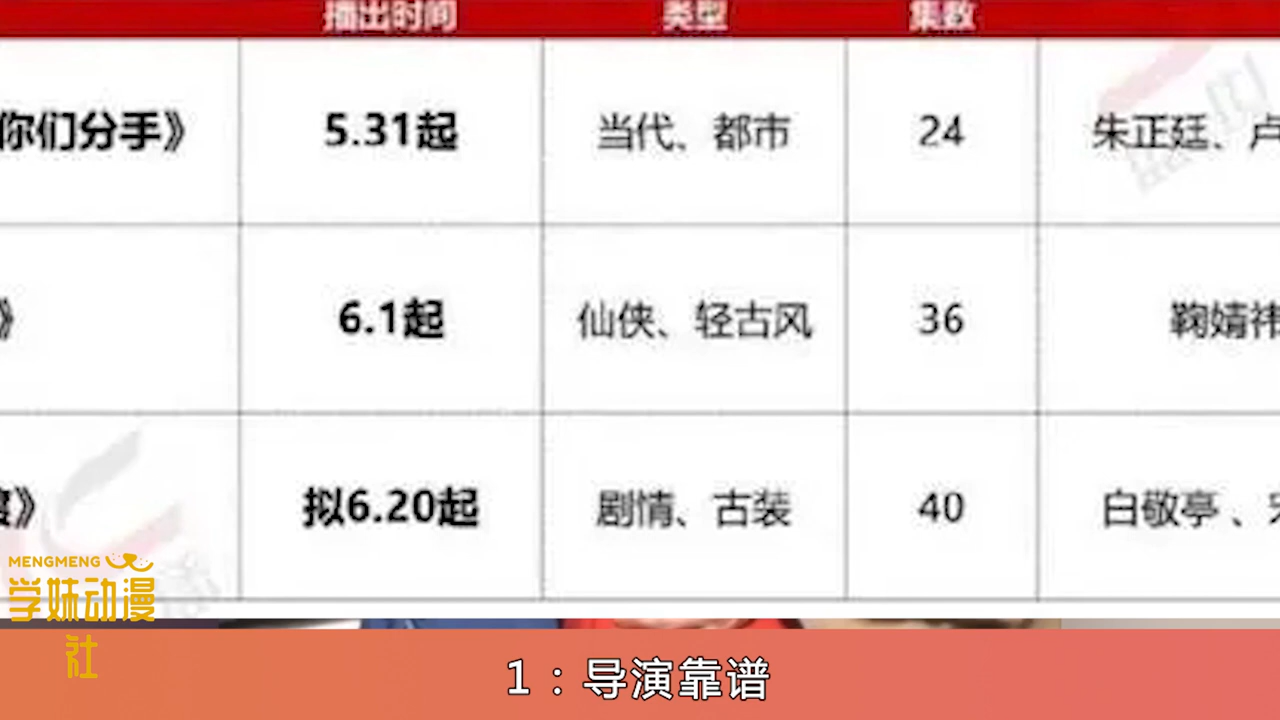 播出时间 类型 集数
你们分手》 5.31起 当代、都市 24 朱正廷、卢
》 6.1起 仙侠、轻古风 36 鞠婧祎
》 拟6.20起 剧情、古装 40 白敬亭、宋
MENGMENG
学妹动漫
社
1：导演靠谱